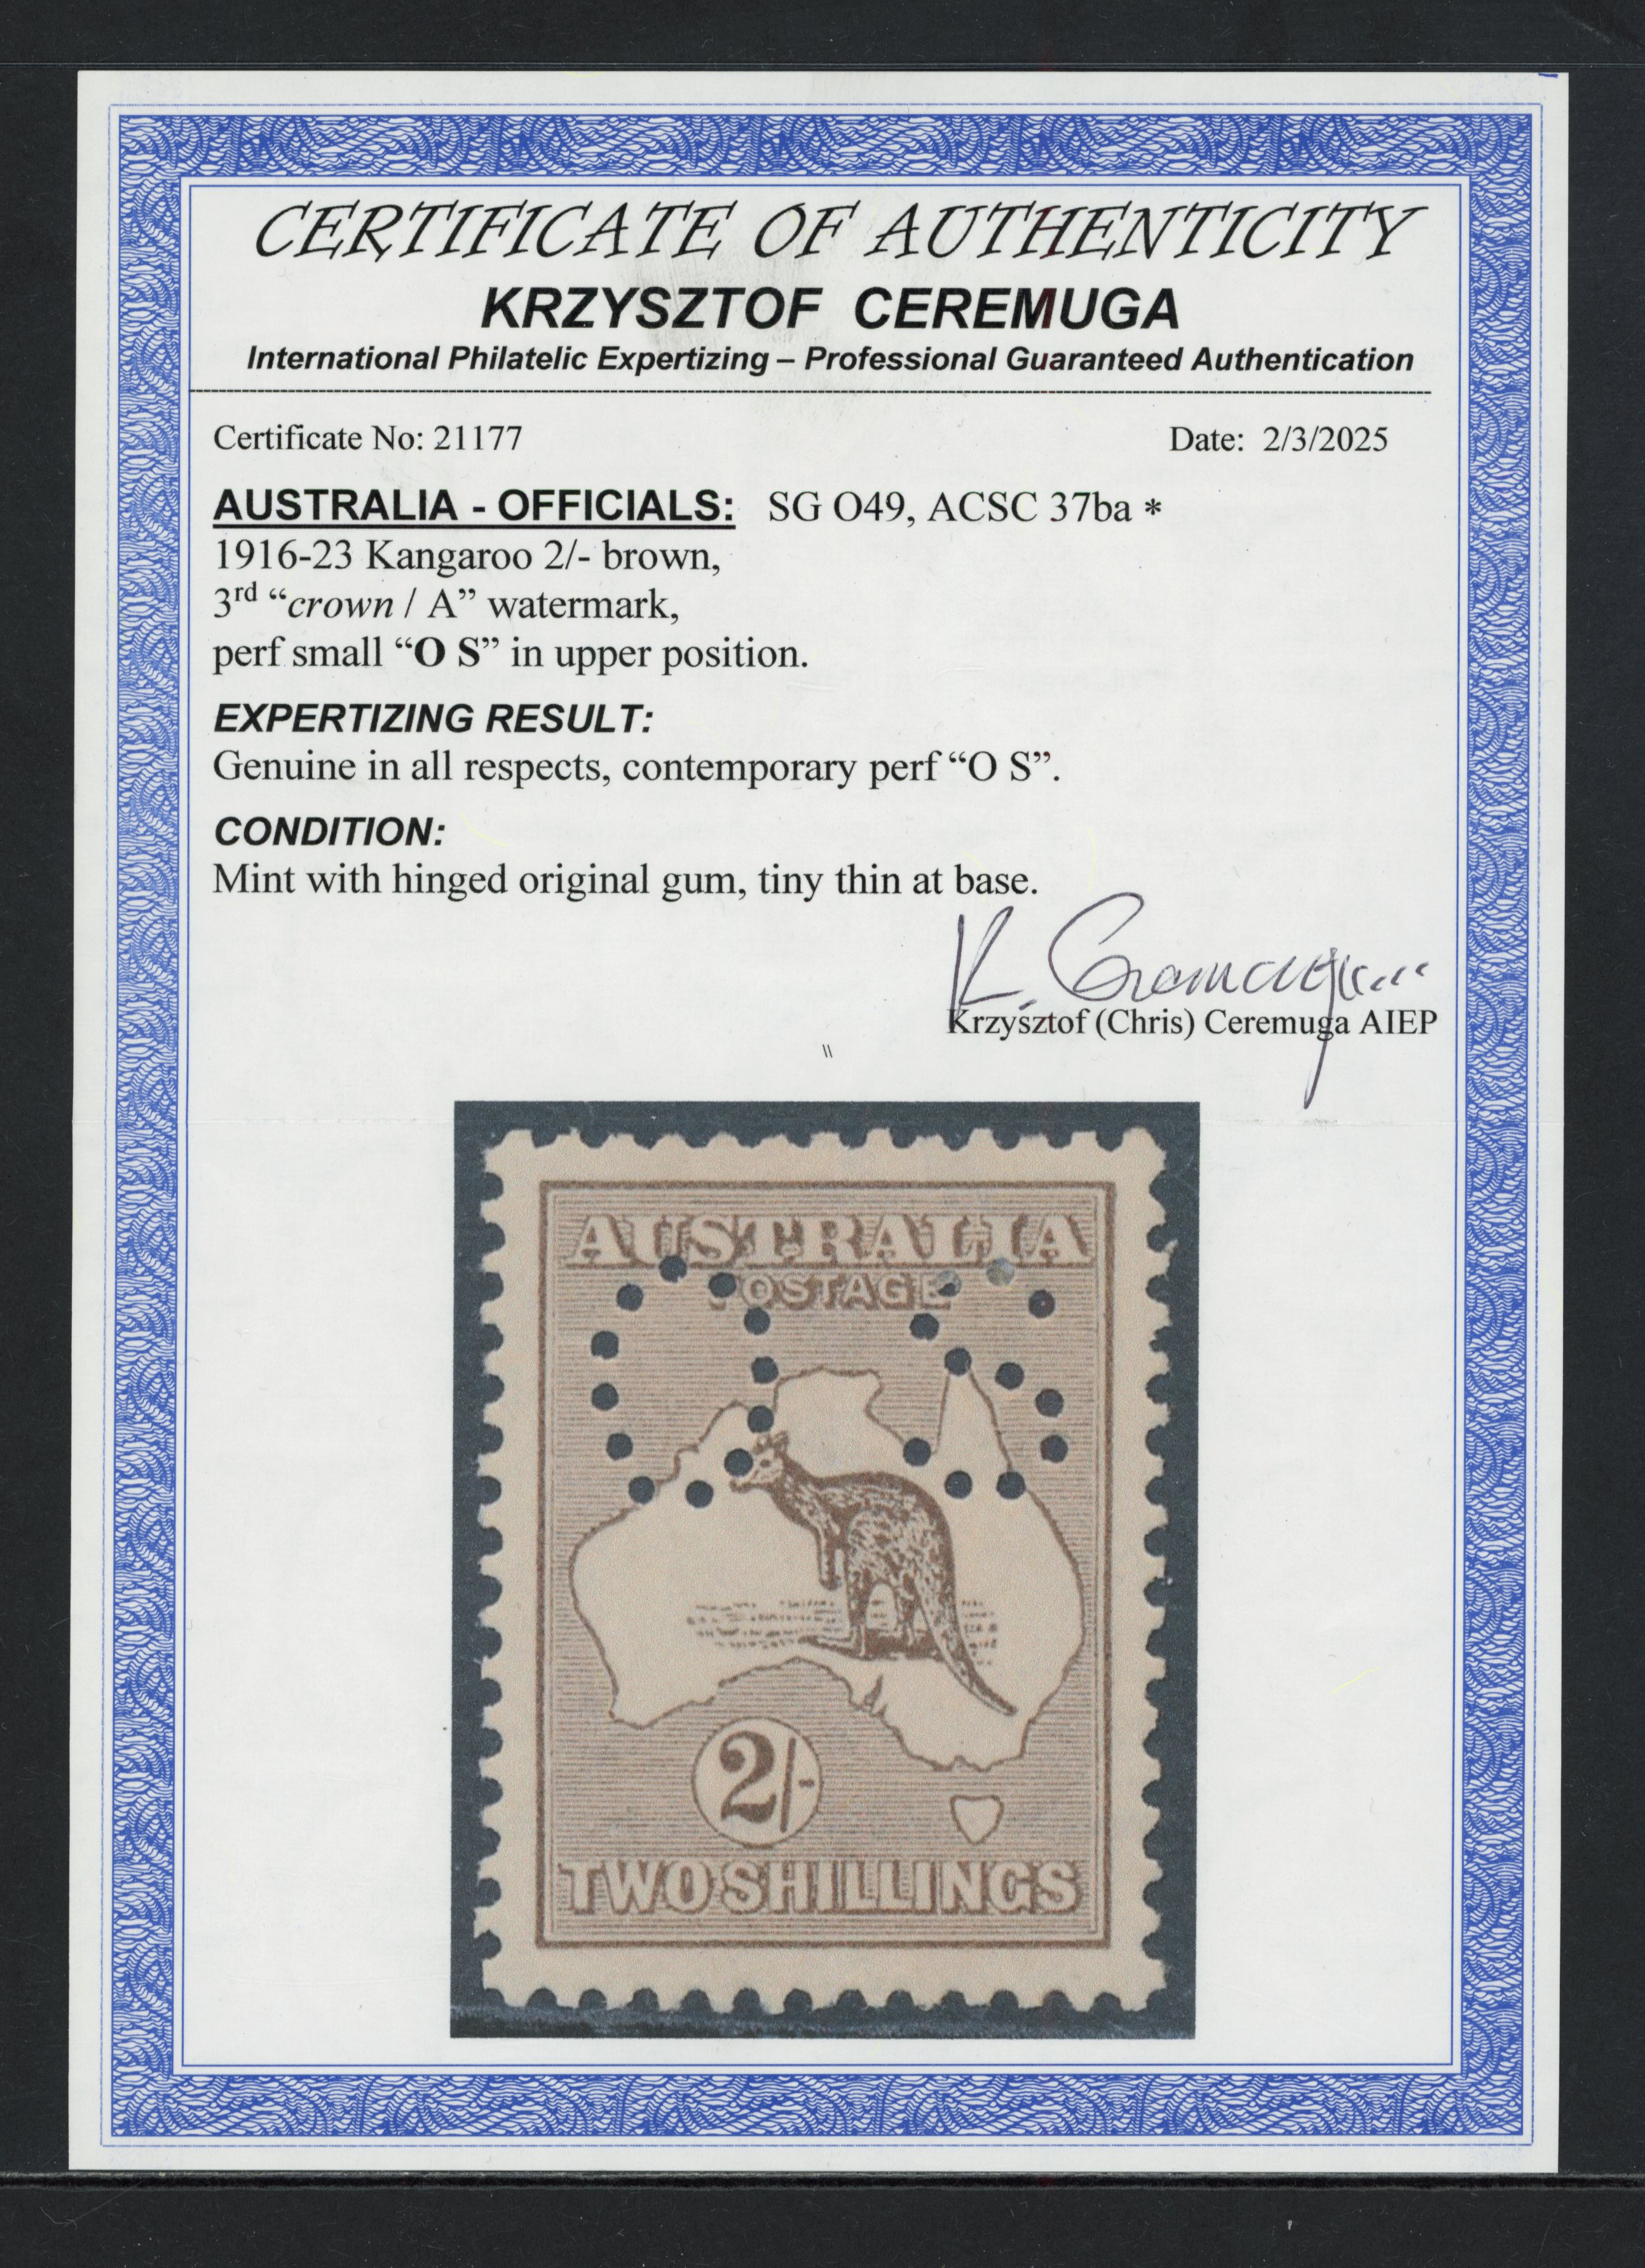 CERTIFICATE OF AUTHENTICITY
KRZYSZTOF CEREMUGA
International Philatelic Expertizing – Professional Guaranteed Authentication
Certificate No: 21177 Date: 2/3/2025
AUSTRALIA - OFFICIALS: SG O49, ACSC 37ba *
1916-23 Kangaroo 2/- brown,
3rd “crown / A” watermark,
perf small “O S” in upper position.
EXPERTIZING RESULT:
Genuine in all respects, contemporary perf “O S”.
CONDITION:
Mint with hinged original gum, tiny thin at base.
K. Ceremuga
Krzysztof (Chris) Ceremuga AIEP
AUSTRALIA
POSTAGE
OS
2/-
TWO SHILLINGS